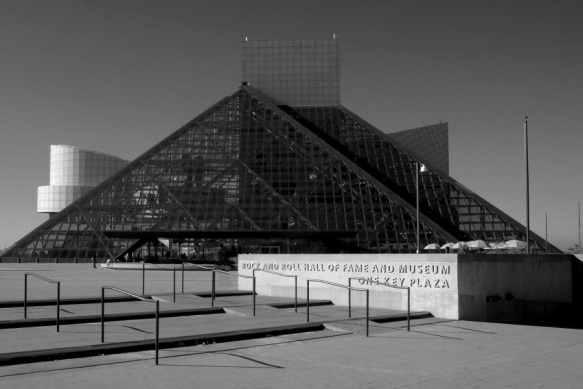 ROCK AND ROLL HALL OF FAME AND MUSEUM
ONE KEY PLAZA